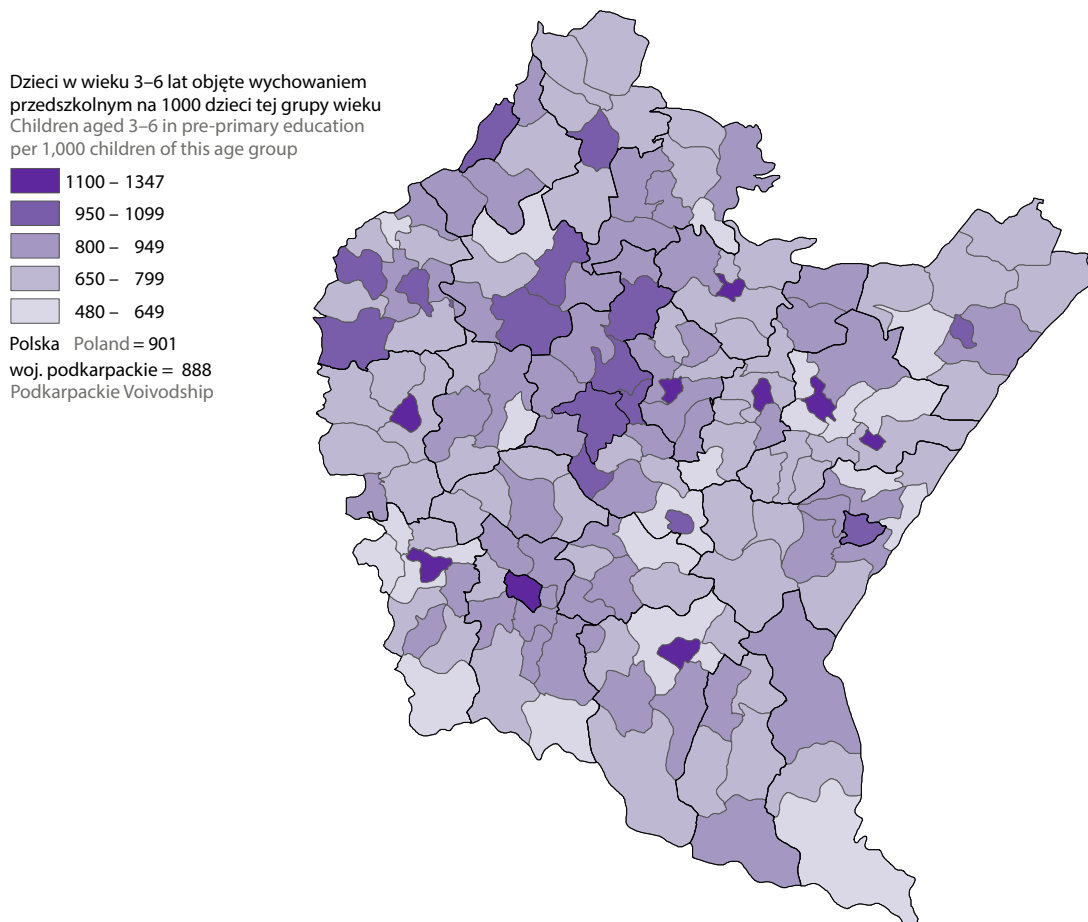 Dzieci w wieku 3–6 lat objęte wychowaniem
przedszkolnym na 1000 dzieci tej grupy wieku
Children aged 3–6 in pre-primary education
per 1,000 children of this age group
1100 – 1347
950 – 1099
800 – 949
650 – 799
480 – 649
Polska Poland = 901
woj. podkarpackie = 888
Podkarpackie Voivodship